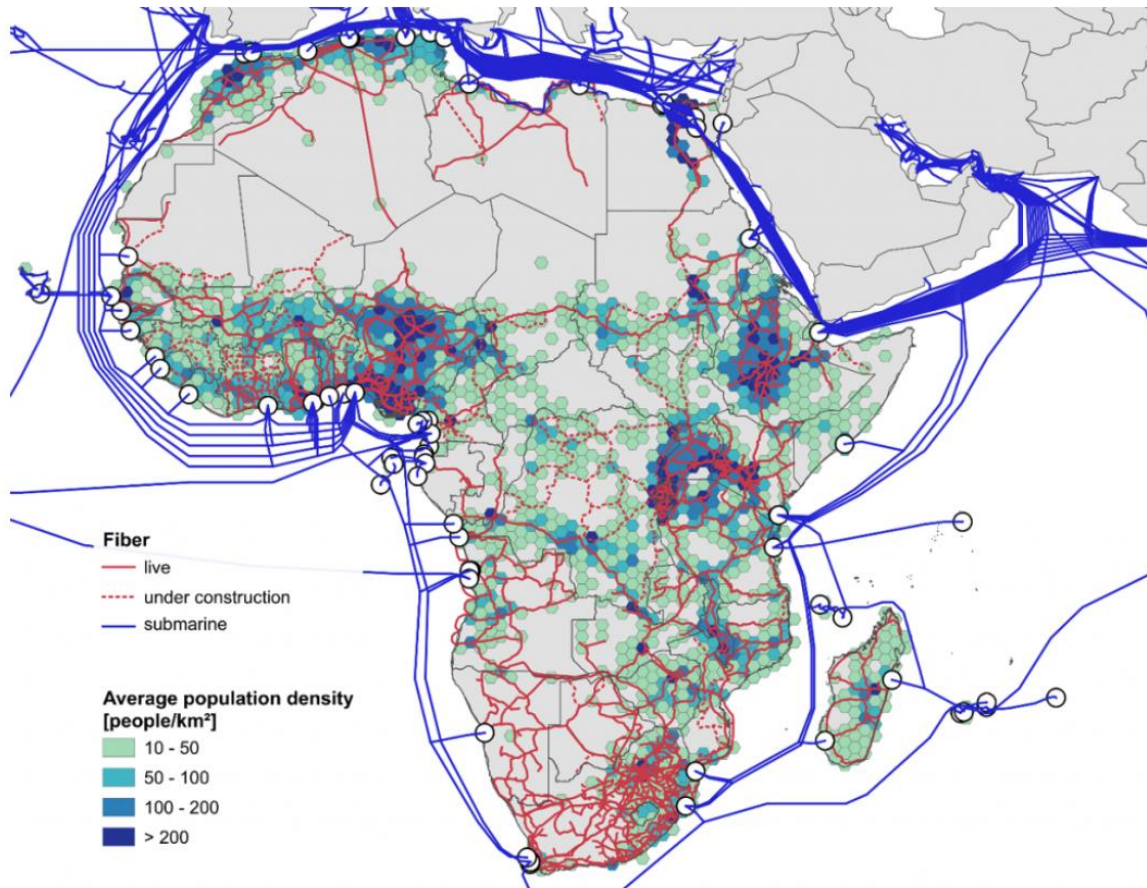 Fiber
live
under construction
submarine
Average population density
[people/km²]
10 - 50
50 - 100
100 - 200
> 200